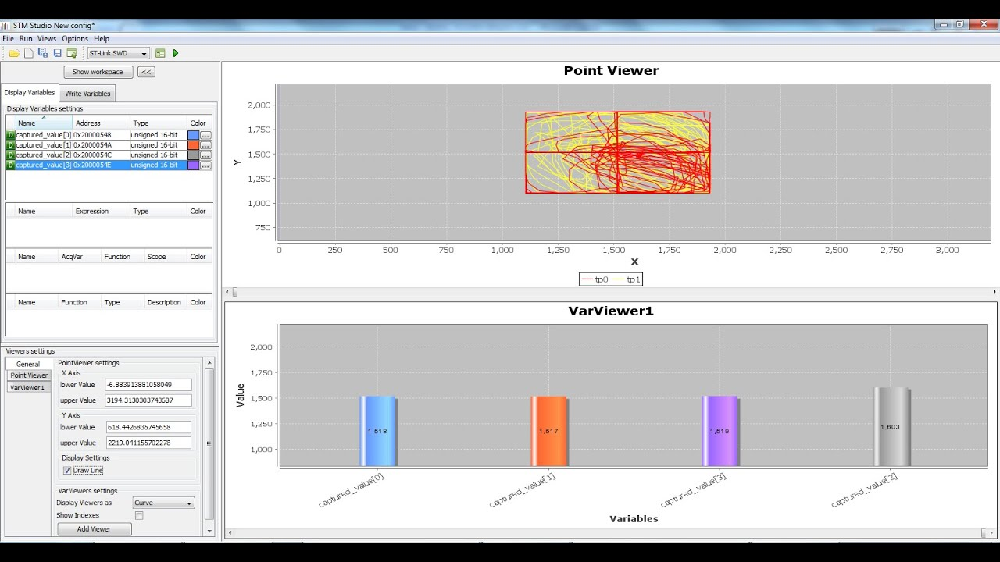 STM Studio New config*
File Run Views Options Help
ST-Link SWD
Show workspace <<
Display Variables Write Variables
Display Variables settings
Name Address Type Color
D captured_value[0] 0x20000548 unsigned 16-bit ...
D captured_value[1] 0x2000054A unsigned 16-bit ...
D captured_value[2] 0x2000054C unsigned 16-bit ...
D captured_value[3] 0x2000054E unsigned 16-bit ...
Name Expression Type Color
Name AcqVar Function Scope Color
Name Function Type Description Color
Viewers settings
General
Point Viewer
VarViewer1
PointViewer settings
X Axis
lower Value -6.883913881058049
upper Value 3194.3130303743687
Y Axis
lower Value 618.4426835745658
upper Value 2219.041155702278
Display Settings
Draw Line
VarViewers settings
Display Viewers as Curve
Show Indexes
Add Viewer
Point Viewer
2,000
1,750
1,500
1,250
1,000
750
Y
0 250 500 750 1,000 1,250 1,500 1,750 2,000 2,250 2,500 2,750 3,000
X
tp0 tp1
VarViewer1
2,000
1,750
1,500
1,250
1,000
Value
1,518 1,517 1,519 1,603
captured_value[0] captured_value[1] captured_value[3] captured_value[2]
Variables